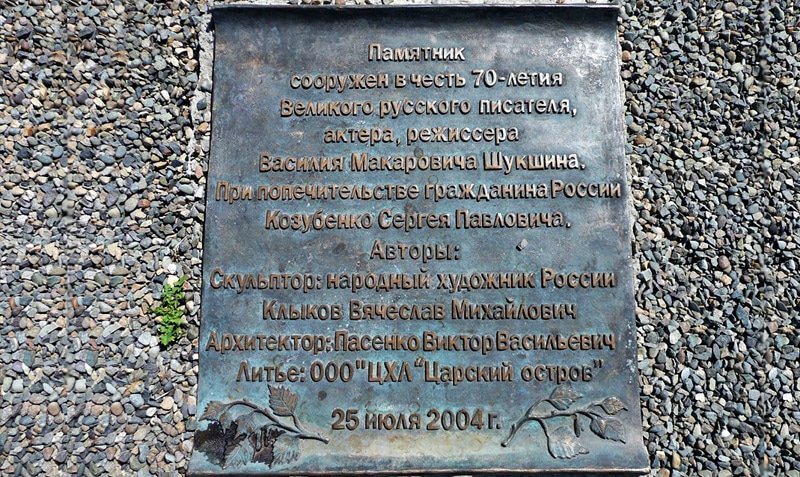 Памятник
сооружен в честь 70-летия
Великого русского писателя,
актера, режиссера
Василия Макаровича Шукшина.
При попечительстве гражданина России
Козубенко Сергея Павловича.
Авторы:
Скульптор: народный художник России
Клыков Вячеслав Михайлович
Архитектор: Пасенко Виктор Васильевич
Литье: ООО "ЦХЛ "Царский остров"
25 июля 2004 г.